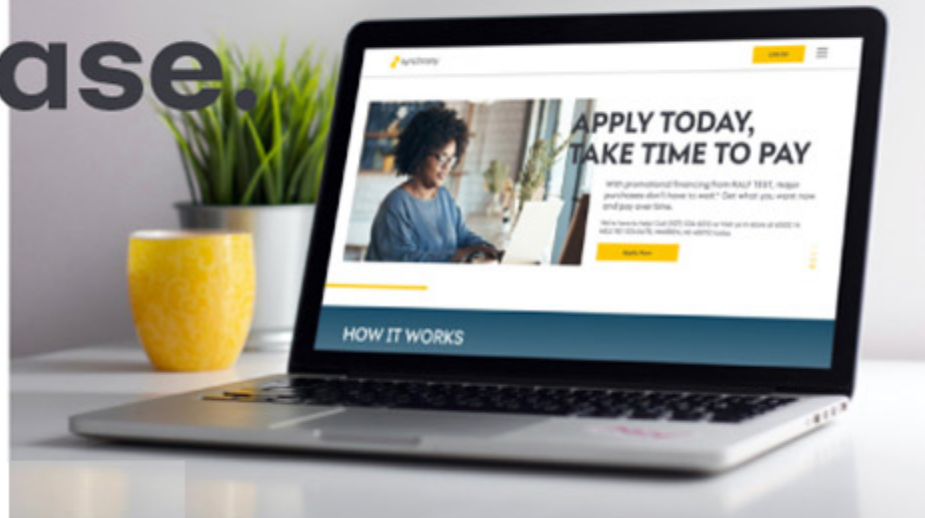 ase.
synchrony
APPLY TODAY,
TAKE TIME TO PAY
With promotional financing from RALF TEST, major
purchases don't have to wait.* Get what you want now
and pay over time.
Apply Now
HOW IT WORKS